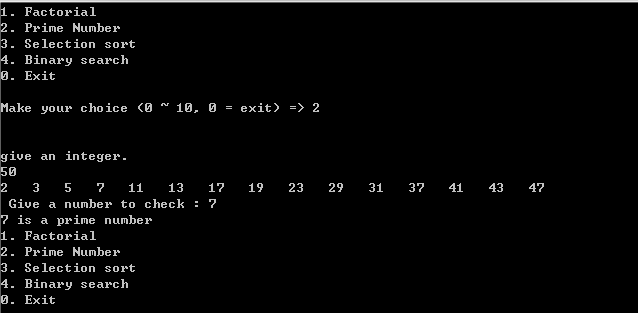 1. Factorial
2. Prime Number
3. Selection sort
4. Binary search
0. Exit
Make your choice (0 ~ 10, 0 = exit) => 2
give an integer.
50
2 3 5 7 11 13 17 19 23 29 31 37 41 43 47
Give a number to check : 7
7 is a prime number
1. Factorial
2. Prime Number
3. Selection sort
4. Binary search
0. Exit